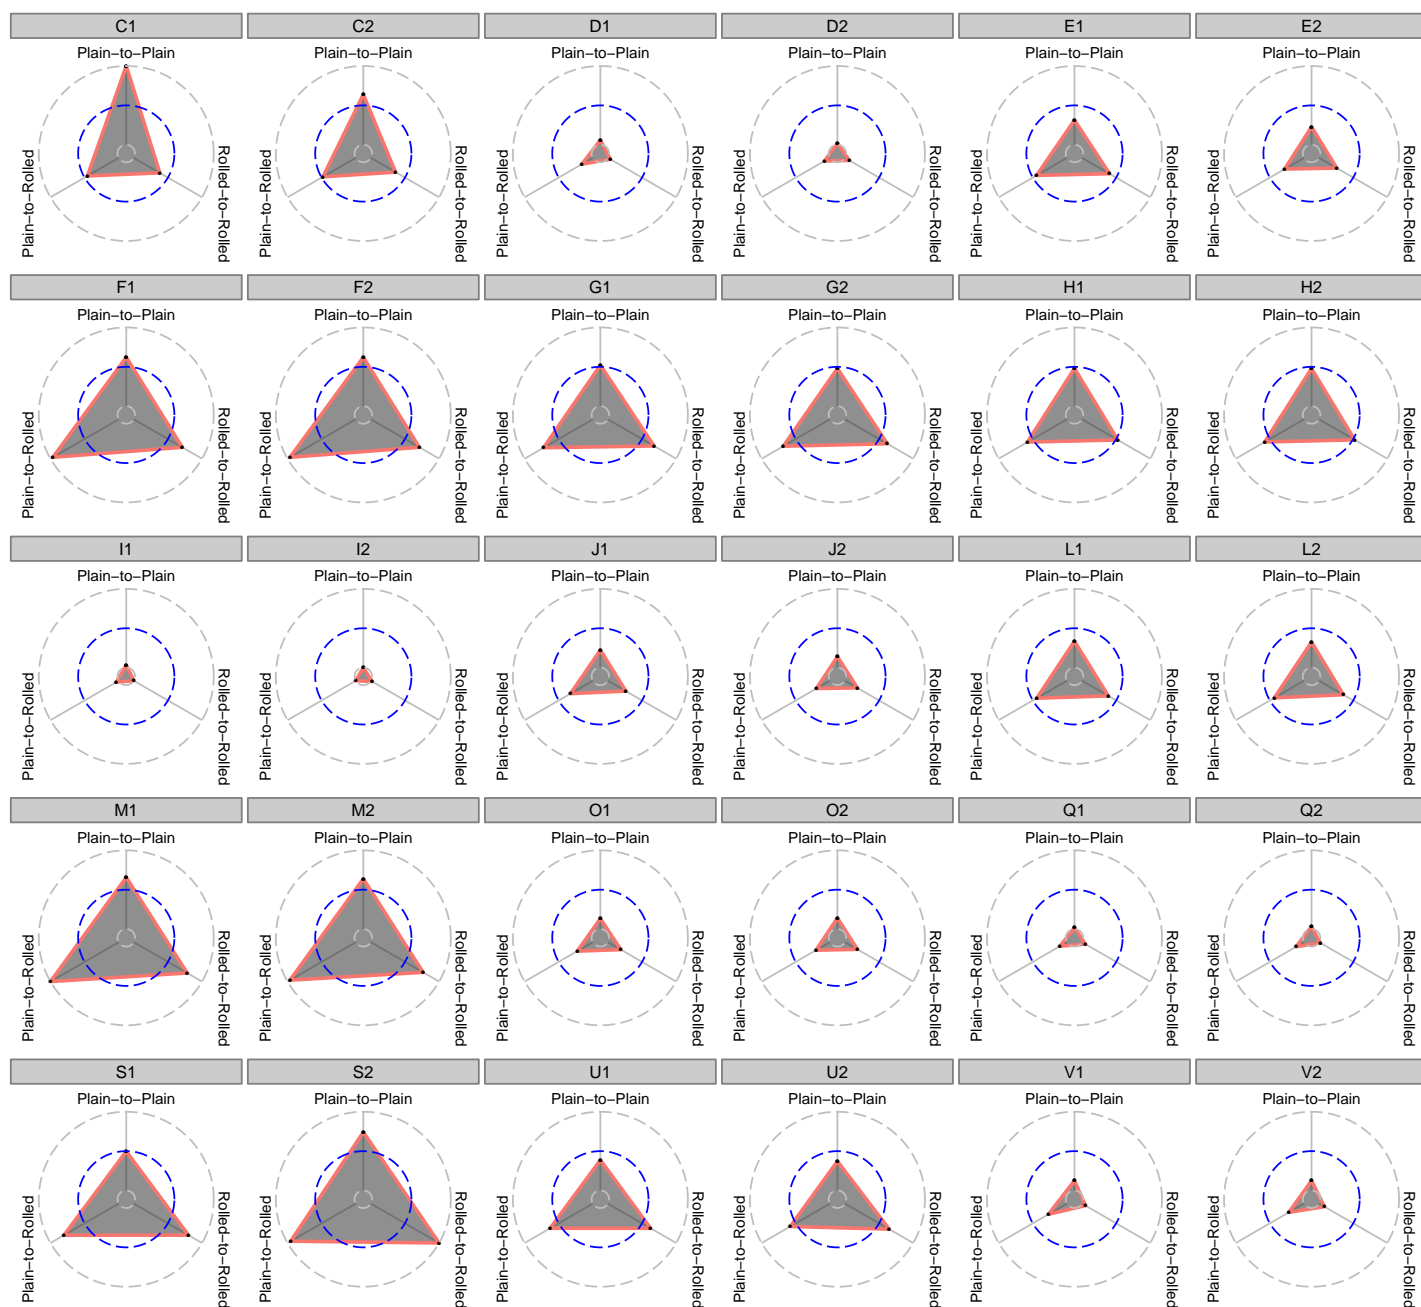 C1 C2 D1 D2 E1 E2
Plain−to−Plain Plain−to−Plain Plain−to−Plain Plain−to−Plain Plain−to−Plain Plain−to−Plain
Plain−to−Rolled Rolled−to−Rolled Plain−to−Rolled Rolled−to−Rolled Plain−to−Rolled Rolled−to−Rolled Plain−to−Rolled Rolled−to−Rolled Plain−to−Rolled Rolled−to−Rolled Plain−to−Rolled Rolled−to−Rolled
F1 F2 G1 G2 H1 H2
Plain−to−Plain Plain−to−Plain Plain−to−Plain Plain−to−Plain Plain−to−Plain Plain−to−Plain
Plain−to−Rolled Rolled−to−Rolled Plain−to−Rolled Rolled−to−Rolled Plain−to−Rolled Rolled−to−Rolled Plain−to−Rolled Rolled−to−Rolled Plain−to−Rolled Rolled−to−Rolled Plain−to−Rolled Rolled−to−Rolled
I1 I2 J1 J2 L1 L2
Plain−to−Plain Plain−to−Plain Plain−to−Plain Plain−to−Plain Plain−to−Plain Plain−to−Plain
Plain−to−Rolled Rolled−to−Rolled Plain−to−Rolled Rolled−to−Rolled Plain−to−Rolled Rolled−to−Rolled Plain−to−Rolled Rolled−to−Rolled Plain−to−Rolled Rolled−to−Rolled Plain−to−Rolled Rolled−to−Rolled
M1 M2 O1 O2 Q1 Q2
Plain−to−Plain Plain−to−Plain Plain−to−Plain Plain−to−Plain Plain−to−Plain Plain−to−Plain
Plain−to−Rolled Rolled−to−Rolled Plain−to−Rolled Rolled−to−Rolled Plain−to−Rolled Rolled−to−Rolled Plain−to−Rolled Rolled−to−Rolled Plain−to−Rolled Rolled−to−Rolled Plain−to−Rolled Rolled−to−Rolled
S1 S2 U1 U2 V1 V2
Plain−to−Plain Plain−to−Plain Plain−to−Plain Plain−to−Plain Plain−to−Plain Plain−to−Plain
Plain−to−Rolled Rolled−to−Rolled Plain−to−Rolled Rolled−to−Rolled Plain−to−Rolled Rolled−to−Rolled Plain−to−Rolled Rolled−to−Rolled Plain−to−Rolled Rolled−to−Rolled Plain−to−Rolled Rolled−to−Rolled